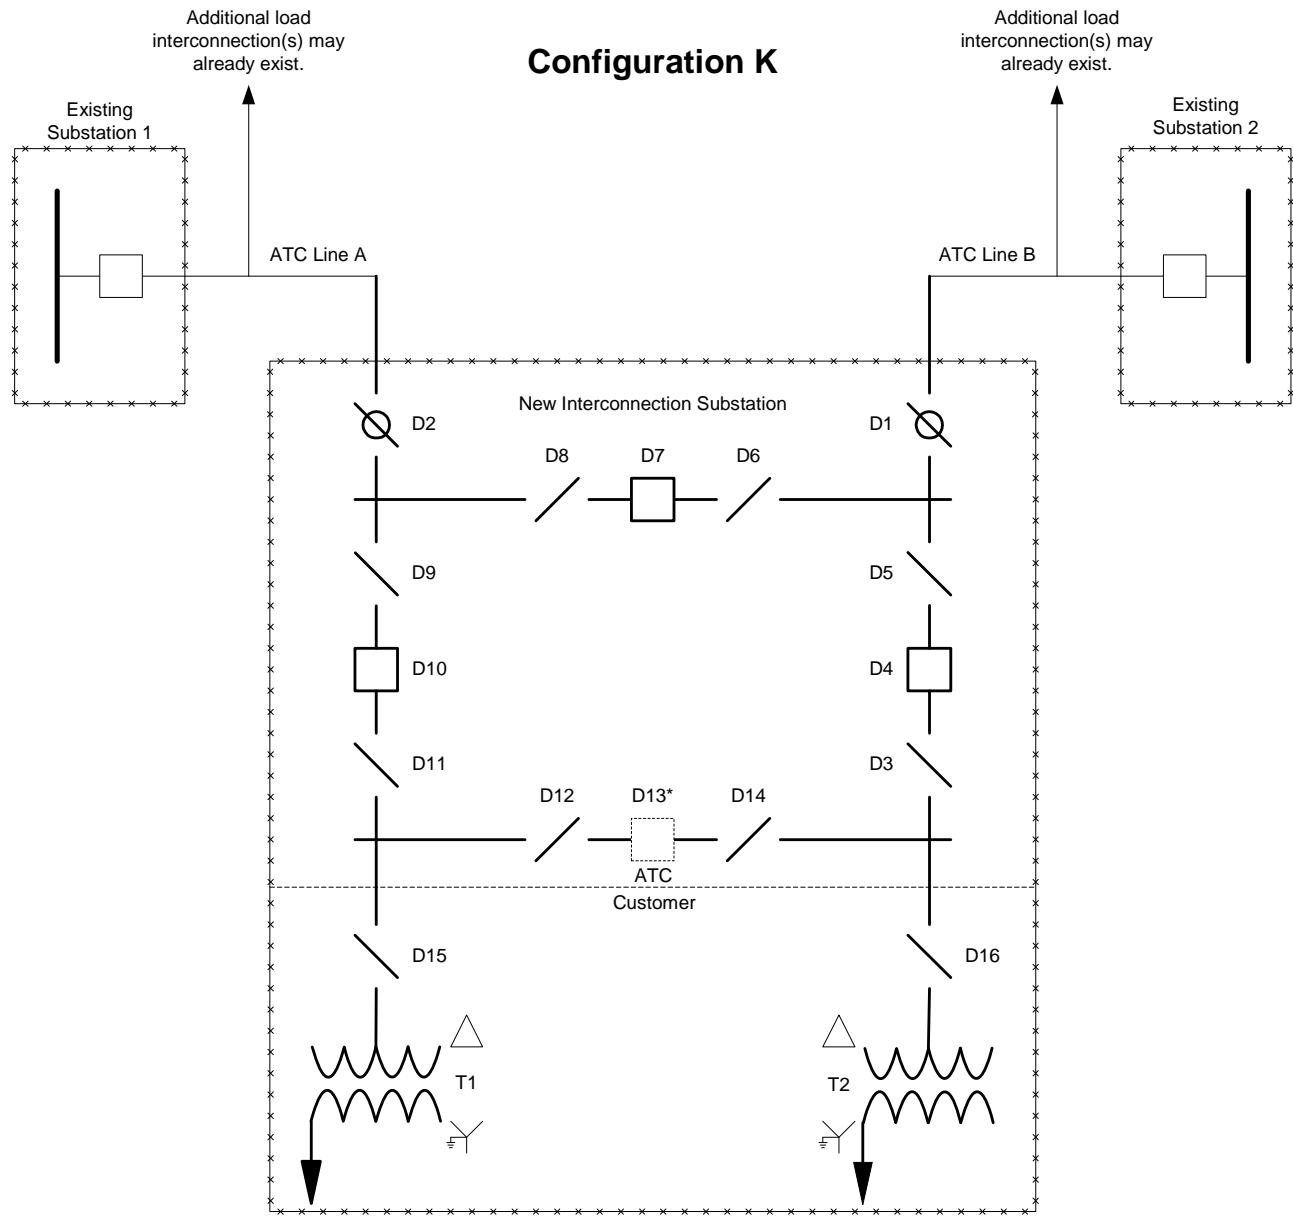 Additional load
interconnection(s) may
already exist.
Additional load
interconnection(s) may
already exist.
Configuration K
Existing
Substation 1
Existing
Substation 2
ATC Line A
ATC Line B
New Interconnection Substation
D2
D1
D8
D7
D6
D9
D5
D10
D4
D11
D3
D12
D13*
D14
ATC
Customer
D15
D16
T1
T2